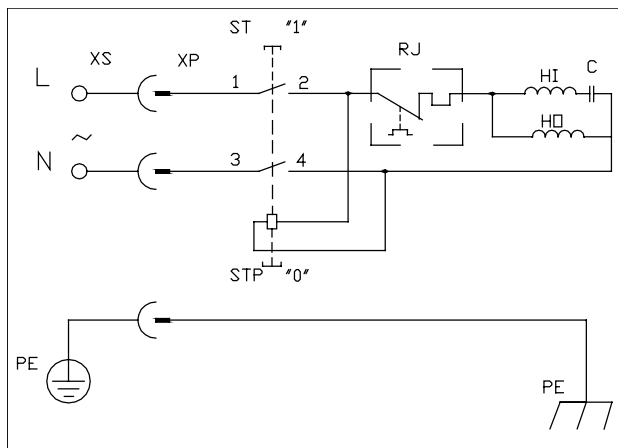 ST "1"
XS XP RJ
L 1 2 HI C
HO
~
N 3 4
STP "0"
PE
PE